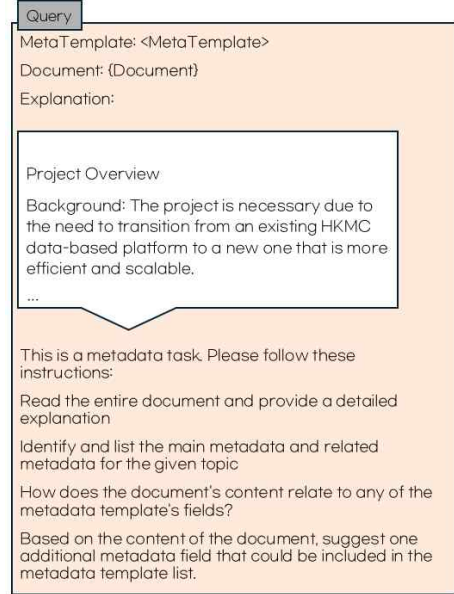 Query
MetaTemplate: <MetaTemplate>
Document: {Document}
Explanation:
Project Overview
Background: The project is necessary due to
the need to transition from an existing HKMC
data-based platform to a new one that is more
efficient and scalable.
...
This is a metadata task. Please follow these
instructions:
Read the entire document and provide a detailed
explanation
Identify and list the main metadata and related
metadata for the given topic
How does the document's content relate to any of the
metadata template's fields?
Based on the content of the document, suggest one
additional metadata field that could be included in the
metadata template list.